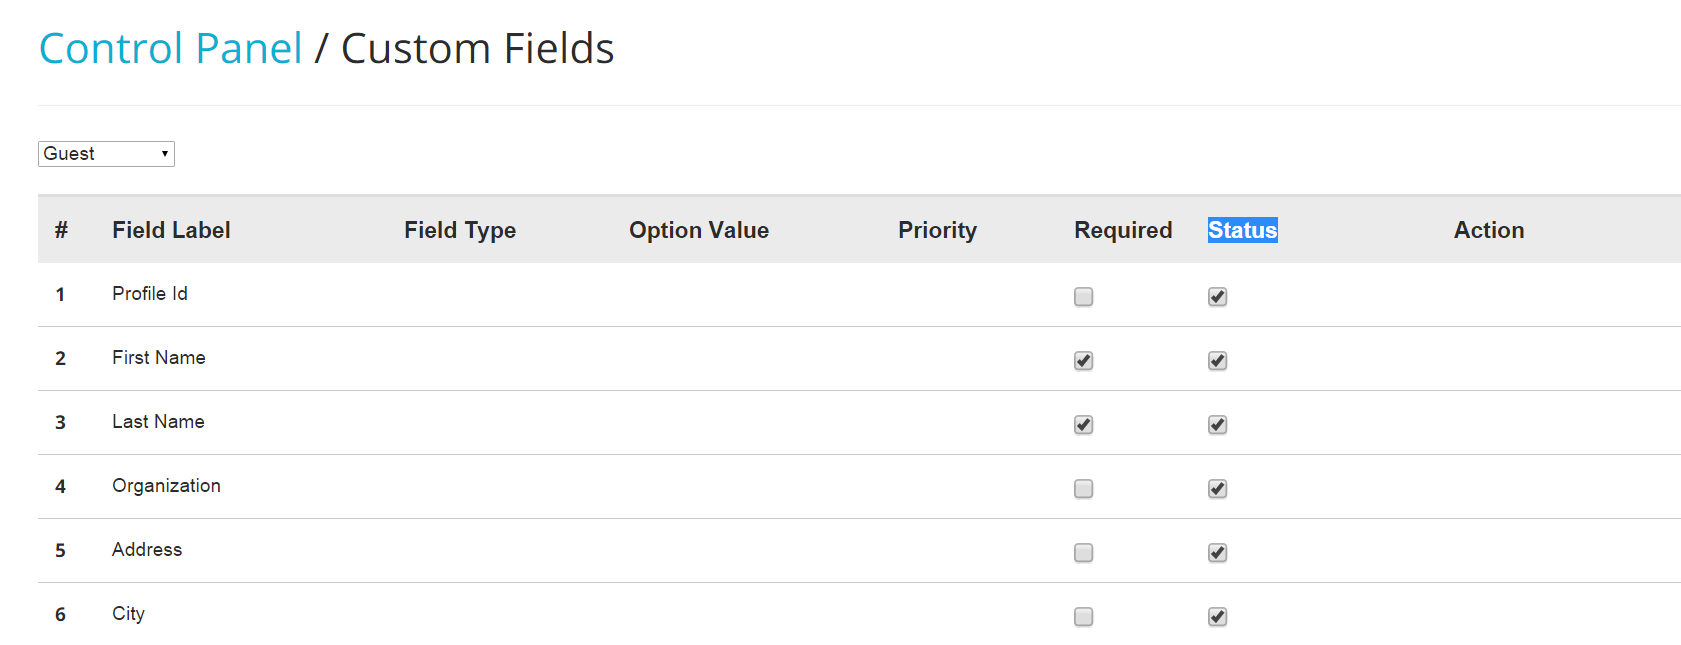 Control Panel / Custom Fields
Guest
# Field Label Field Type Option Value Priority Required Status Action
1 Profile Id
2 First Name
3 Last Name
4 Organization
5 Address
6 City